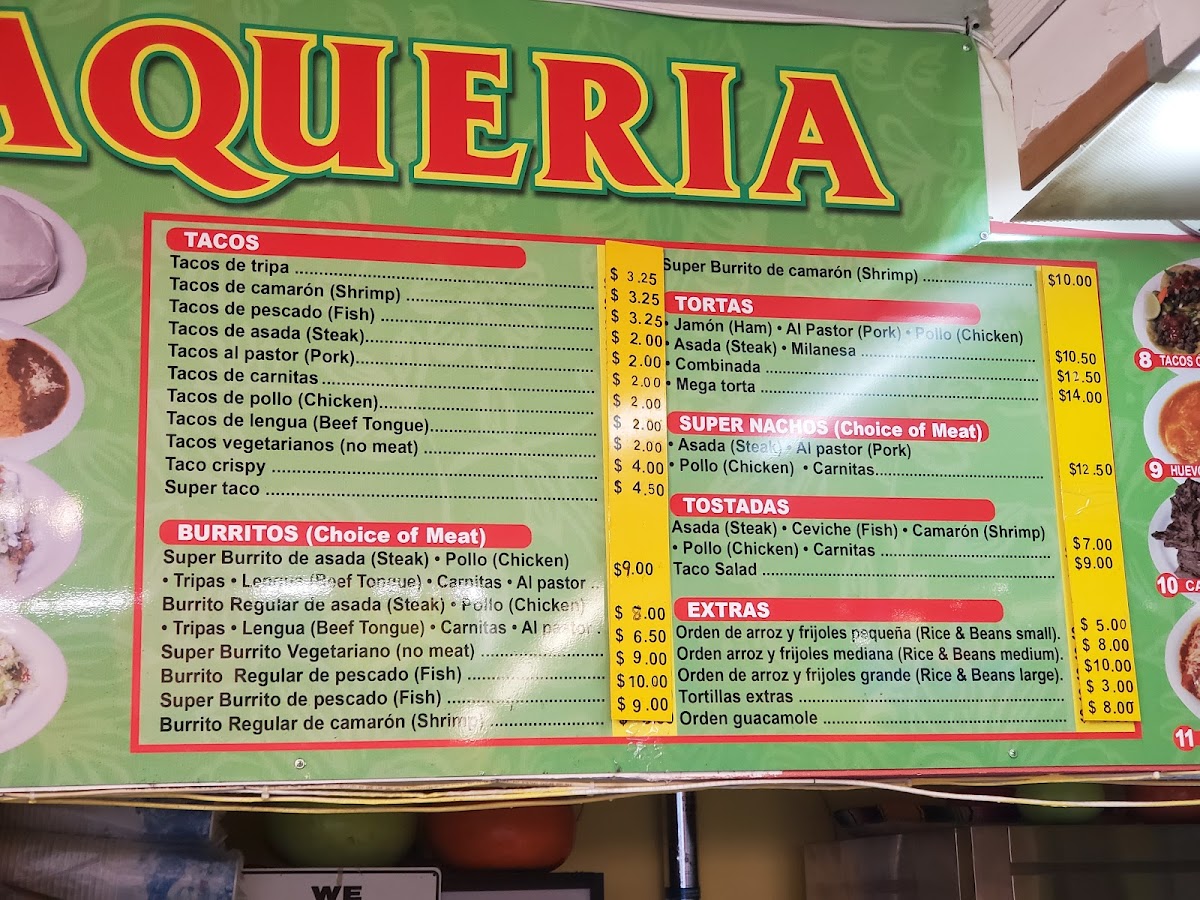 AQUERIA
TACOS
Tacos de tripa ........ $ 3.25
Tacos de camarón (Shrimp) ........ $ 3.25
Tacos de pescado (Fish) ........ $ 3.25
Tacos de asada (Steak)........ $ 2.00
Tacos al pastor (Pork)........ $ 2.00
Tacos de carnitas ........ $ 2.00
Tacos de pollo (Chicken)........ $ 2.00
Tacos de lengua (Beef Tongue)........ $ 2.00
Tacos vegetarianos (no meat) ........ $ 2.00
Taco crispy ........ $ 4.00
Super taco ........ $ 4.50
BURRITOS (Choice of Meat)
Super Burrito de asada (Steak) • Pollo (Chicken)
• Tripas • Lengua (Beef Tongue) • Carnitas • Al pastor .. $9.00
Burrito Regular de asada (Steak) • Pollo (Chicken)
• Tripas • Lengua (Beef Tongue) • Carnitas • Al pastor . $ 8.00
Super Burrito Vegetariano (no meat) ........ $ 6.50
Burrito Regular de pescado (Fish) ........ $ 9.00
Super Burrito de pescado (Fish) ........ $10.00
Burrito Regular de camarón (Shrimp) ........ $ 9.00
Super Burrito de camarón (Shrimp) ........ $10.00
TORTAS
• Jamón (Ham) • Al Pastor (Pork) • Pollo (Chicken)
• Asada (Steak) • Milanesa ........ $10.50
• Combinada ........ $12.50
• Mega torta ........ $14.00
SUPER NACHOS (Choice of Meat)
• Asada (Steak) • Al pastor (Pork)
• Pollo (Chicken) • Carnitas........ $12.50
TOSTADAS
Asada (Steak) • Ceviche (Fish) • Camarón (Shrimp)
• Pollo (Chicken) • Carnitas ........ $7.00
Taco Salad ........ $9.00
EXTRAS
Orden de arroz y frijoles pequeña (Rice & Beans small). $ 5.00
Orden arroz y frijoles mediana (Rice & Beans medium). $ 8.00
Orden de arroz y frijoles grande (Rice & Beans large). $10.00
Tortillas extras ........ $ 3.00
Orden guacamole ........ $ 8.00
8 TACOS
9 HUEVO
10 CA
11
WE